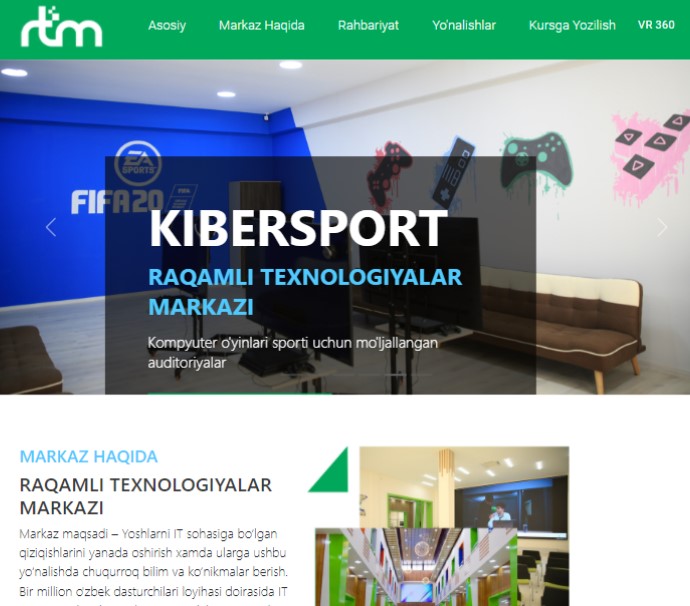 rtm
Asosiy
Markaz Haqida
Rahbariyat
Yo'nalishlar
Kursga Yozilish
VR 360
EA
SPORTS
FIFA20
KIBERSPORT
RAQAMLI TEXNOLOGIYALAR
MARKAZI
Kompyuter o'yinlari sporti uchun mo'ljallangan
auditoriyalar
MARKAZ HAQIDA
RAQAMLI TEXNOLOGIYALAR
MARKAZI
Markaz maqsadi – Yoshlarni IT sohasiga bo'lgan
qiziqishlarini yanada oshirish xamda ularga ushbu
yo'nalishda chuqurroq bilim va ko'nikmalar berish.
Bir million o'zbek dasturchilari loyihasi doirasida IT